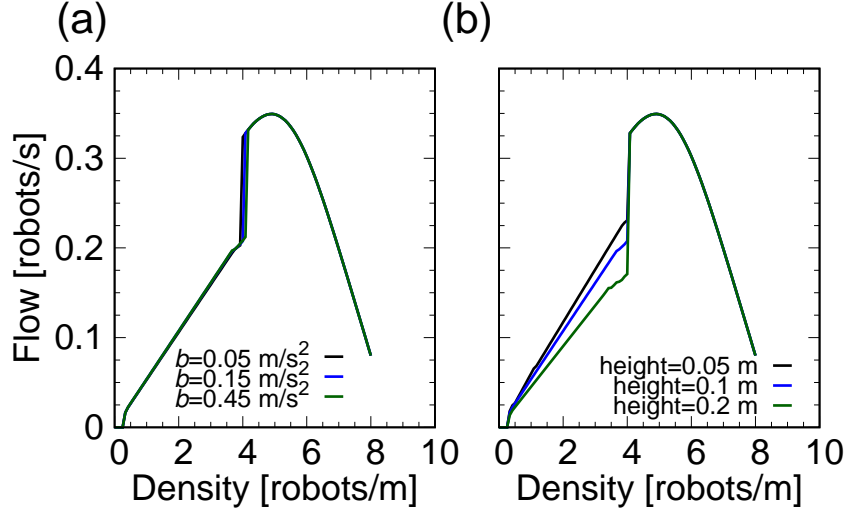 (a)
(b)
0.4
0.3
0.2
0.1
0
Flow [robots/s]
b=0.05 m/s²
b=0.15 m/s²
b=0.45 m/s²
0 2 4 6 8 10
Density [robots/m]
height=0.05 m
height=0.1 m
height=0.2 m
0 2 4 6 8 10
Density [robots/m]